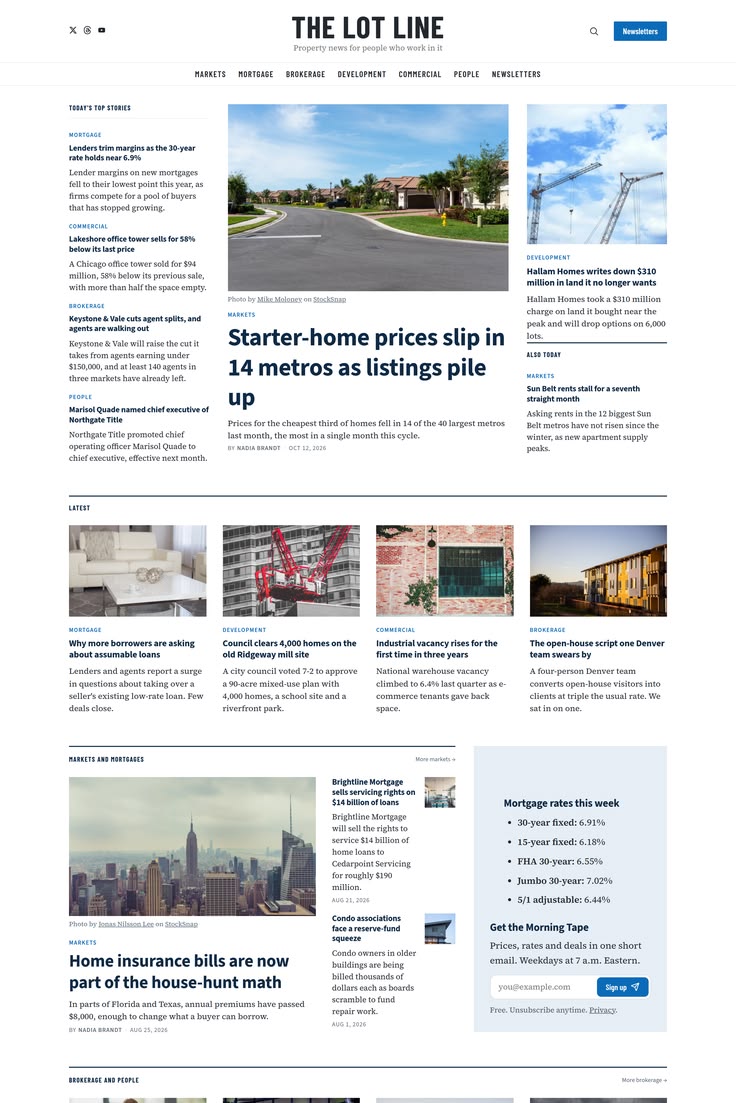 THE LOT LINE
Property news for people who work in it
Newsletters
MARKETS MORTGAGE BROKERAGE DEVELOPMENT COMMERCIAL PEOPLE NEWSLETTERS
TODAY'S TOP STORIES
MORTGAGE
Lenders trim margins as the 30-year
rate holds near 6.9%
Lender margins on new mortgages
fell to their lowest point this year, as
firms compete for a pool of buyers
that has stopped growing.
COMMERCIAL
Lakeshore office tower sells for 58%
below its last price
A Chicago office tower sold for $94
million, 58% below its previous sale,
with more than half the space empty.
BROKERAGE
Keystone & Vale cuts agent splits, and
agents are walking out
Keystone & Vale will raise the cut it
takes from agents earning under
$150,000, and at least 140 agents in
three markets have already left.
PEOPLE
Marisol Quade named chief executive of
Northgate Title
Northgate Title promoted chief
operating officer Marisol Quade to
chief executive, effective next month.
Photo by Mike Moloney on StockSnap
MARKETS
Starter-home prices slip in
14 metros as listings pile
up
Prices for the cheapest third of homes fell in 14 of the 40 largest metros
last month, the most in a single month this cycle.
BY NADIA BRANDT OCT 12, 2026
DEVELOPMENT
Hallam Homes writes down $310
million in land it no longer wants
Hallam Homes took a $310 million
charge on land it bought near the
peak and will drop options on 6,000
lots.
ALSO TODAY
MARKETS
Sun Belt rents stall for a seventh
straight month
Asking rents in the 12 biggest Sun
Belt metros have not risen since the
winter, as new apartment supply
peaks.
LATEST
MORTGAGE
Why more borrowers are asking
about assumable loans
Lenders and agents report a surge
in questions about taking over a
seller's existing low-rate loan. Few
deals close.
DEVELOPMENT
Council clears 4,000 homes on the
old Ridgeway mill site
A city council voted 7-2 to approve
a 90-acre mixed-use plan with
4,000 homes, a school site and a
riverfront park.
COMMERCIAL
Industrial vacancy rises for the
first time in three years
National warehouse vacancy
climbed to 6.4% last quarter as e-
commerce tenants gave back
space.
BROKERAGE
The open-house script one Denver
team swears by
A four-person Denver team
converts open-house visitors into
clients at triple the usual rate. We
sat in on one.
MARKETS AND MORTGAGES
More markets →
Photo by Jonas Nilsson Lee on StockSnap
MARKETS
Home insurance bills are now
part of the house-hunt math
In parts of Florida and Texas, annual premiums have passed
$8,000, enough to change what a buyer can borrow.
BY NADIA BRANDT AUG 25, 2026
Brightline Mortgage
sells servicing rights on
$14 billion of loans
Brightline Mortgage
will sell the rights to
service $14 billion of
home loans to
Cedarpoint Servicing
for roughly $190
million.
AUG 21, 2026
Condo associations
face a reserve-fund
squeeze
Condo owners in older
buildings are being
billed thousands of
dollars each as boards
scramble to fund
repair work.
AUG 1, 2026
Mortgage rates this week
• 30-year fixed: 6.91%
• 15-year fixed: 6.18%
• FHA 30-year: 6.55%
• Jumbo 30-year: 7.02%
• 5/1 adjustable: 6.44%
Get the Morning Tape
Prices, rates and deals in one short
email. Weekdays at 7 a.m. Eastern.
you@example.com
Sign up
Free. Unsubscribe anytime. Privacy.
BROKERAGE AND PEOPLE
More brokerage →